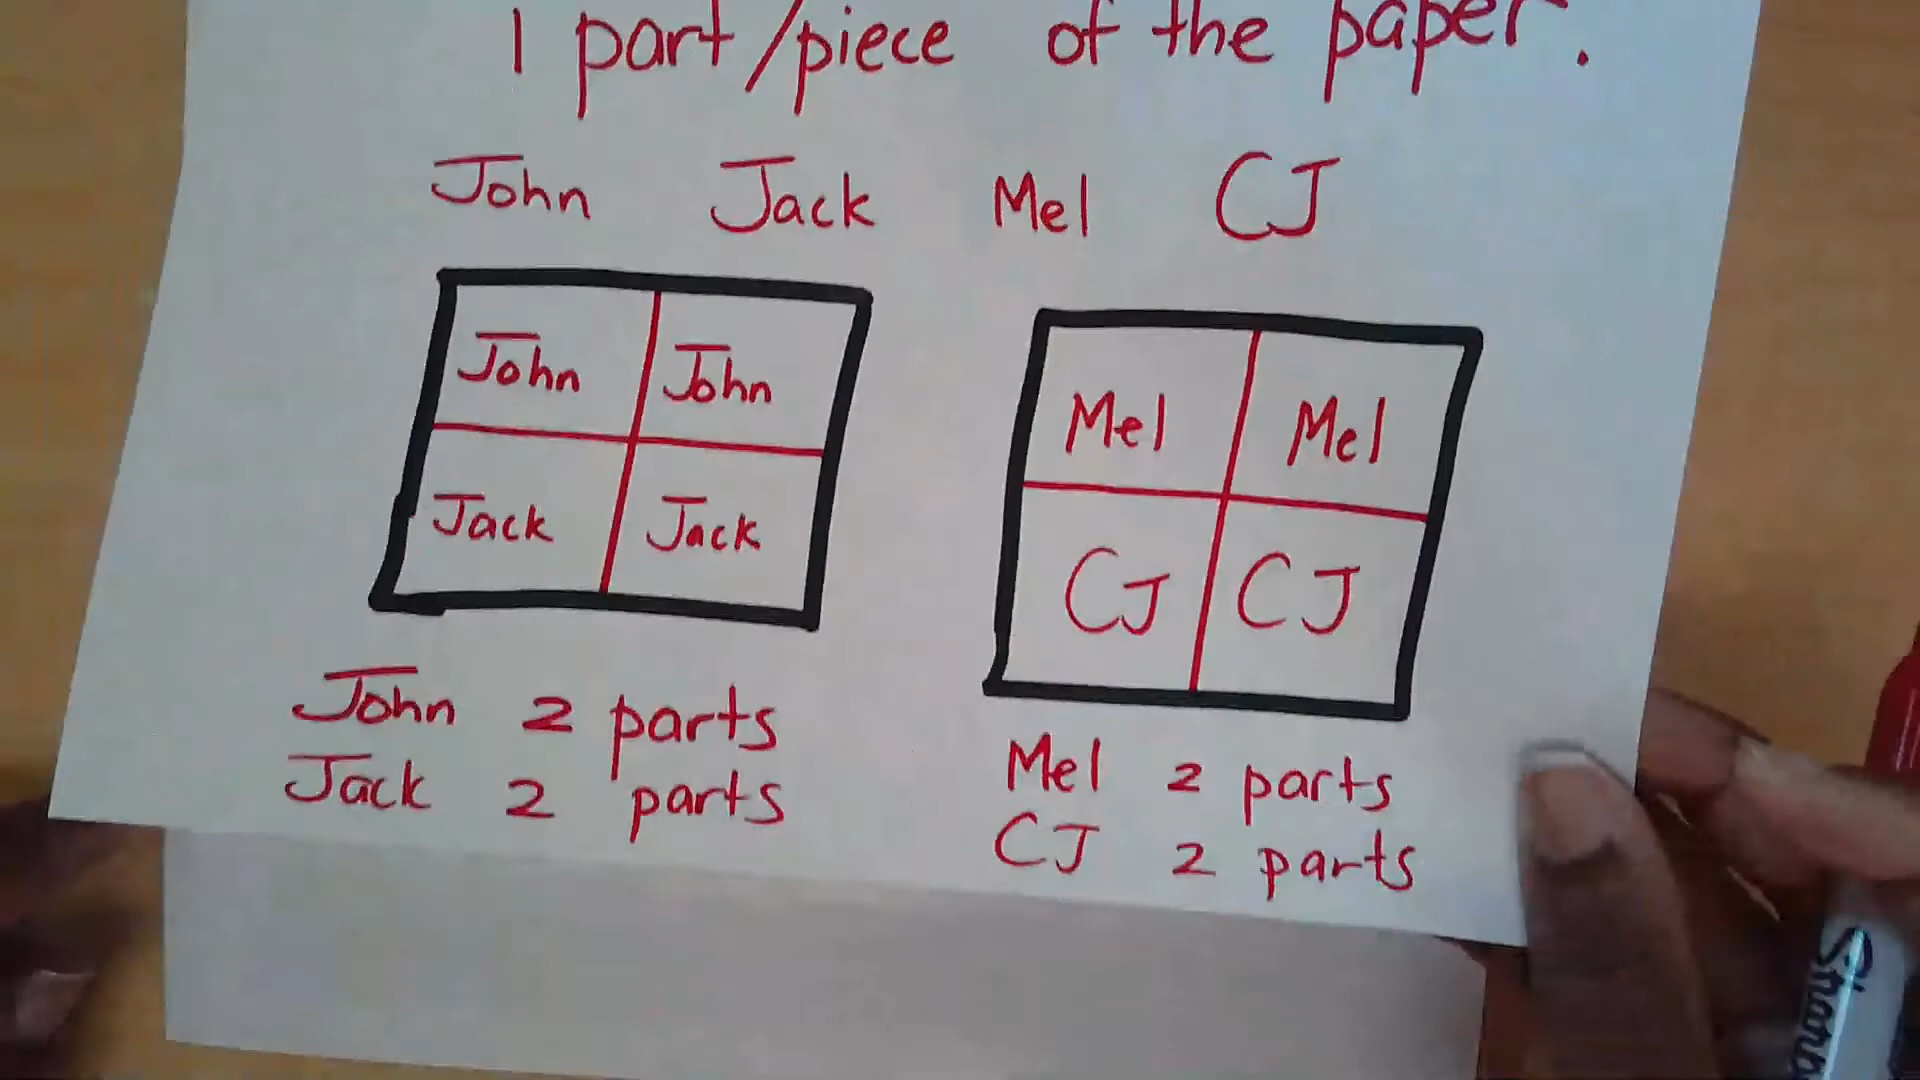 1 part/piece of the paper.
John Jack Mel CJ
John John
Jack Jack
Mel Mel
CJ CJ
John 2 parts
Jack 2 parts
Mel 2 parts
CJ 2 parts